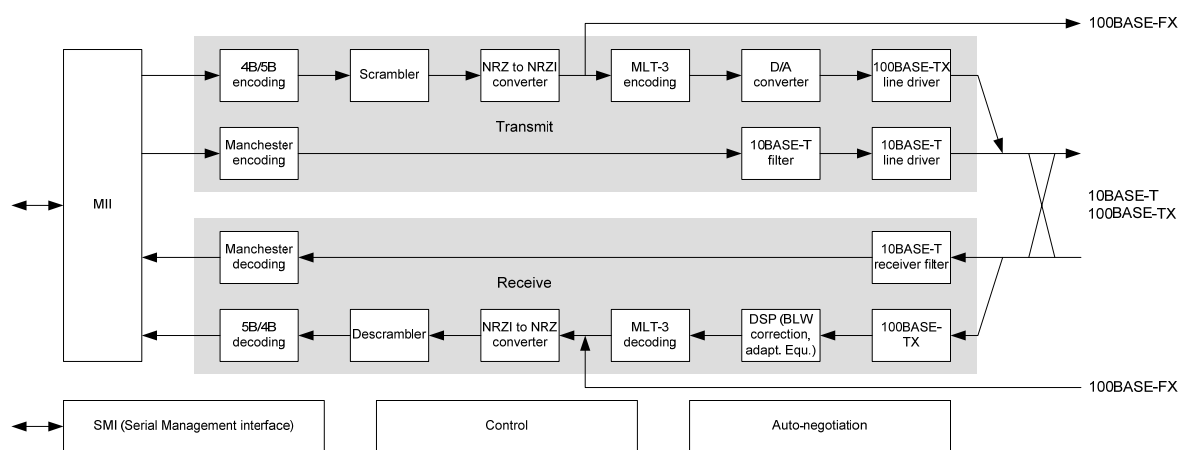 100BASE-FX
4B/5B
encoding
Scrambler
NRZ to NRZI
converter
MLT-3
encoding
D/A
converter
100BASE-TX
line driver
Transmit
Manchester
encoding
10BASE-T
filter
10BASE-T
line driver
MII
10BASE-T
100BASE-TX
Manchester
decoding
10BASE-T
receiver filter
Receive
5B/4B
decoding
Descrambler
NRZI to NRZ
converter
MLT-3
decoding
DSP (BLW
correction,
adapt. Equ.)
100BASE-
TX
100BASE-FX
SMI (Serial Management interface)
Control
Auto-negotiation